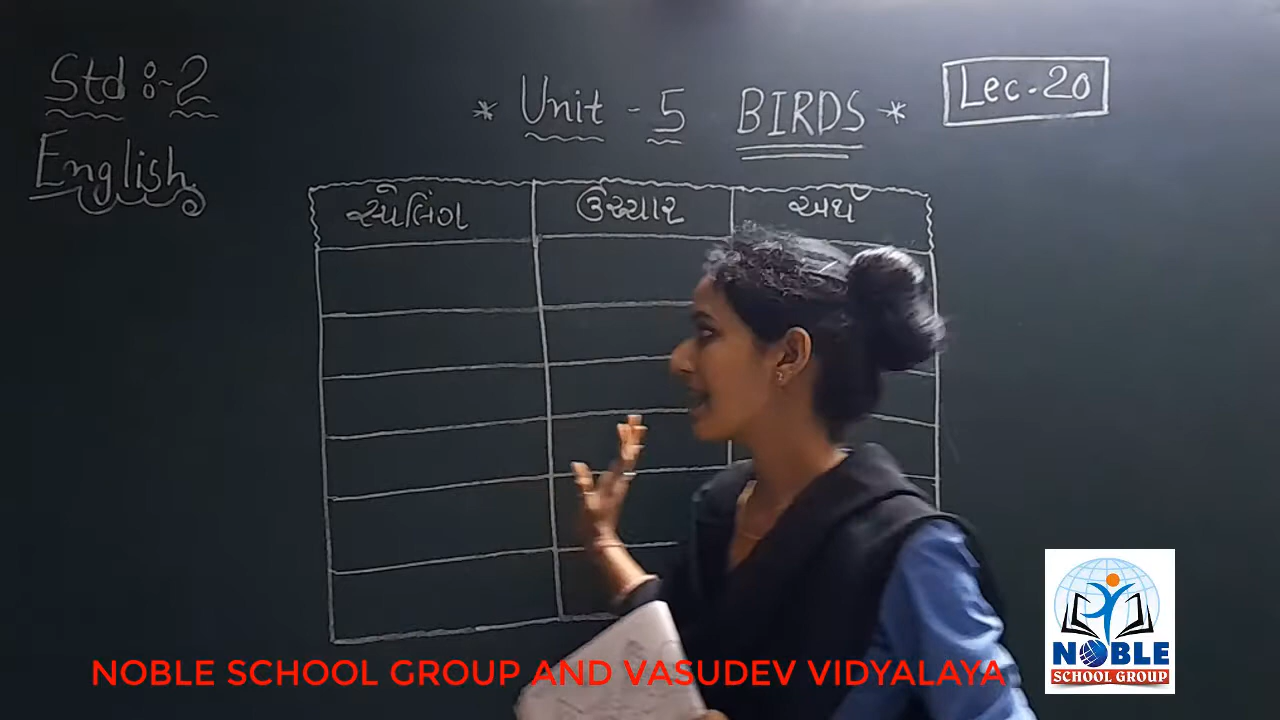 Std :- 2
English
* Unit - 5 BIRDS *
Lec. 20
સ્પેલિંગ ઉચ્ચાર અર્થ
NOBLE SCHOOL GROUP AND VASUDEV VIDYALAYA
NOBLE
SCHOOL GROUP